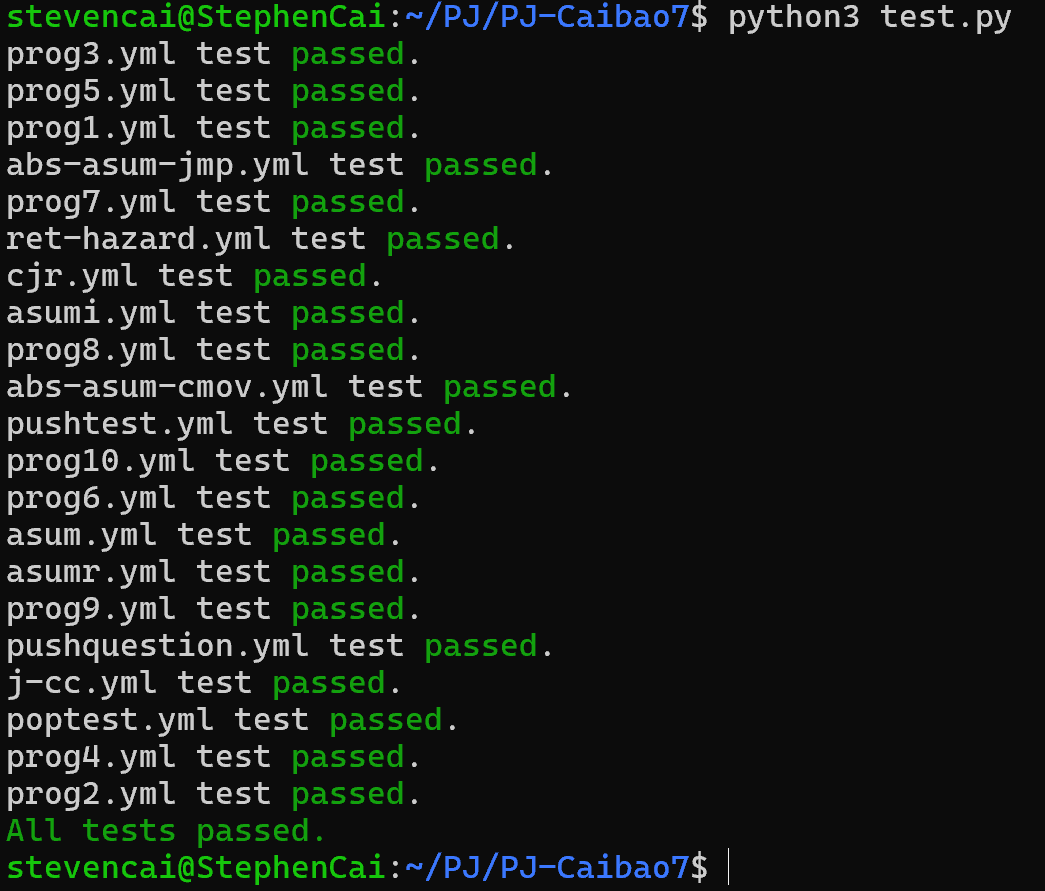 stevencai@StephenCai:~/PJ/PJ-Caibao7$ python3 test.py
prog3.yml test passed.
prog5.yml test passed.
prog1.yml test passed.
abs-asum-jmp.yml test passed.
prog7.yml test passed.
ret-hazard.yml test passed.
cjr.yml test passed.
asumi.yml test passed.
prog8.yml test passed.
abs-asum-cmov.yml test passed.
pushtest.yml test passed.
prog10.yml test passed.
prog6.yml test passed.
asum.yml test passed.
asumr.yml test passed.
prog9.yml test passed.
pushquestion.yml test passed.
j-cc.yml test passed.
poptest.yml test passed.
prog4.yml test passed.
prog2.yml test passed.
All tests passed.
stevencai@StephenCai:~/PJ/PJ-Caibao7$